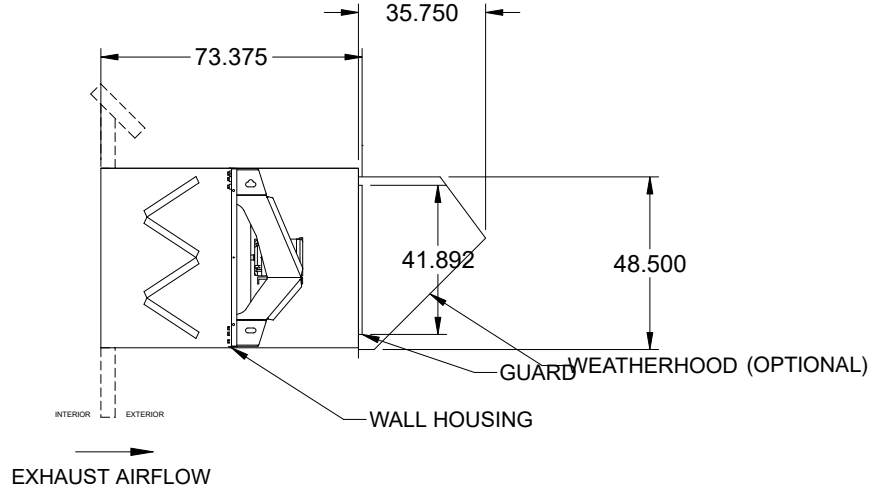 35.750
73.375
41.892
48.500
GUARD
WEATHERHOOD (OPTIONAL)
WALL HOUSING
INTERIOR
EXTERIOR
EXHAUST AIRFLOW